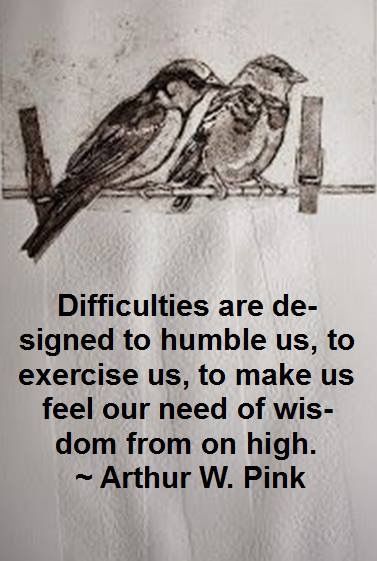 Difficulties are de-
signed to humble us, to
exercise us, to make us
feel our need of wis-
dom from on high.
~ Arthur W. Pink